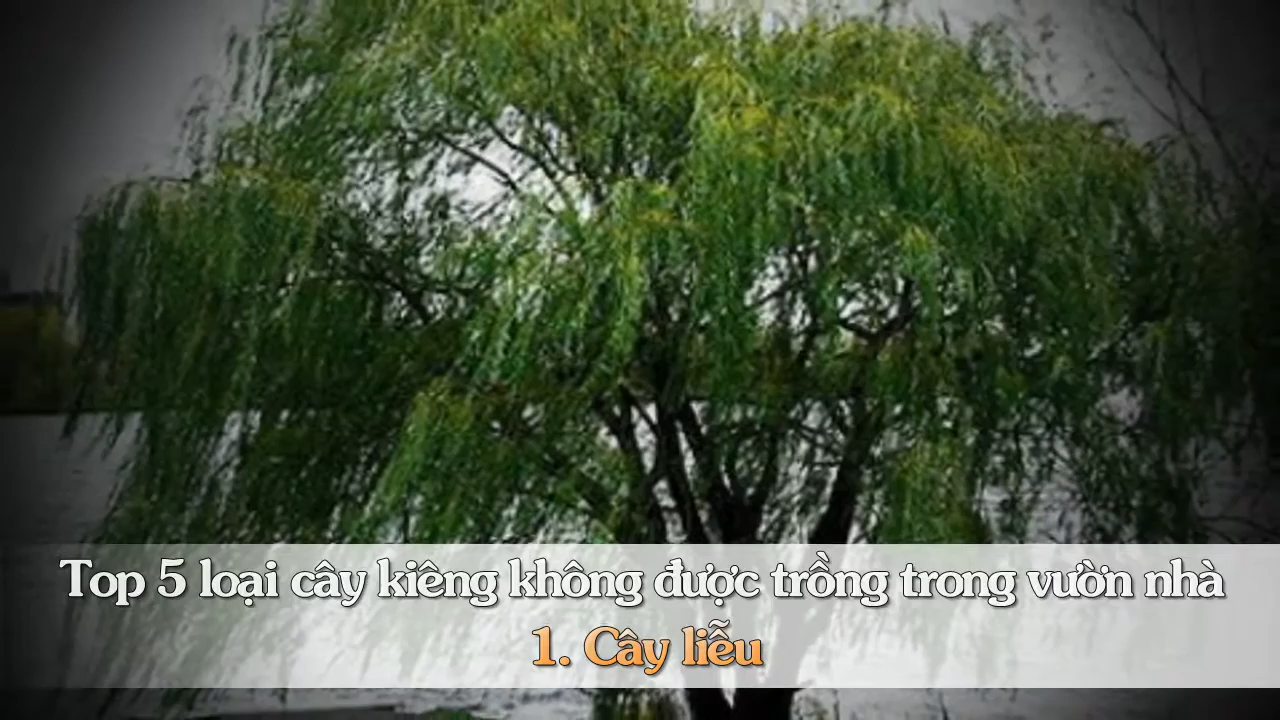 Top 5 loại cây kiêng không được trồng trong vườn nhà
1. Cây liễu